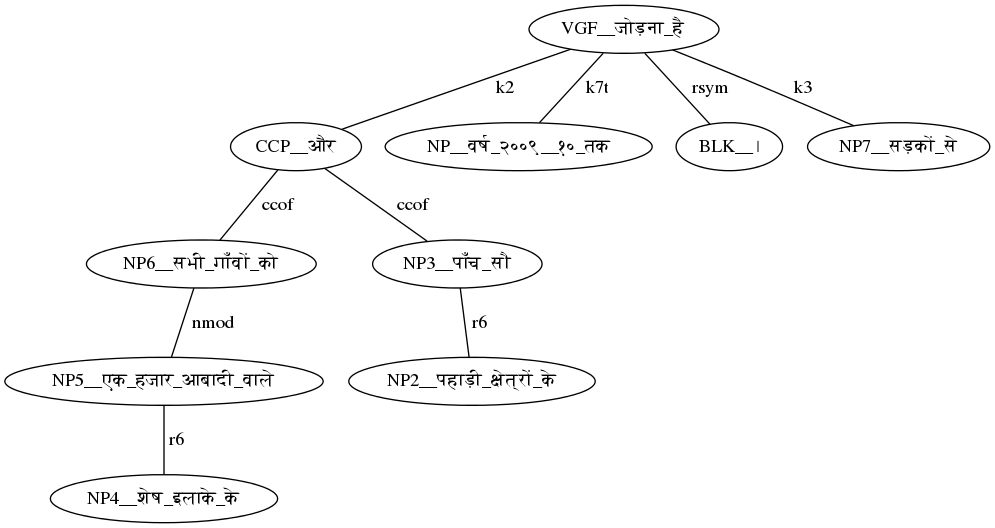 VGF__जोड़ना_है
k2
k7t
rsym
k3
CCP__और
NP__वर्ष_२००९__१०_तक
BLK__।
NP7__सड़कों_से
ccof
ccof
NP6__सभी_गाँवों_को
NP3__पाँच_सौ
nmod
r6
NP5__एक_हजार_आबादी_वाले
NP2__पहाड़ी_क्षेत्रों_के
r6
NP4__शेष_इलाके_के